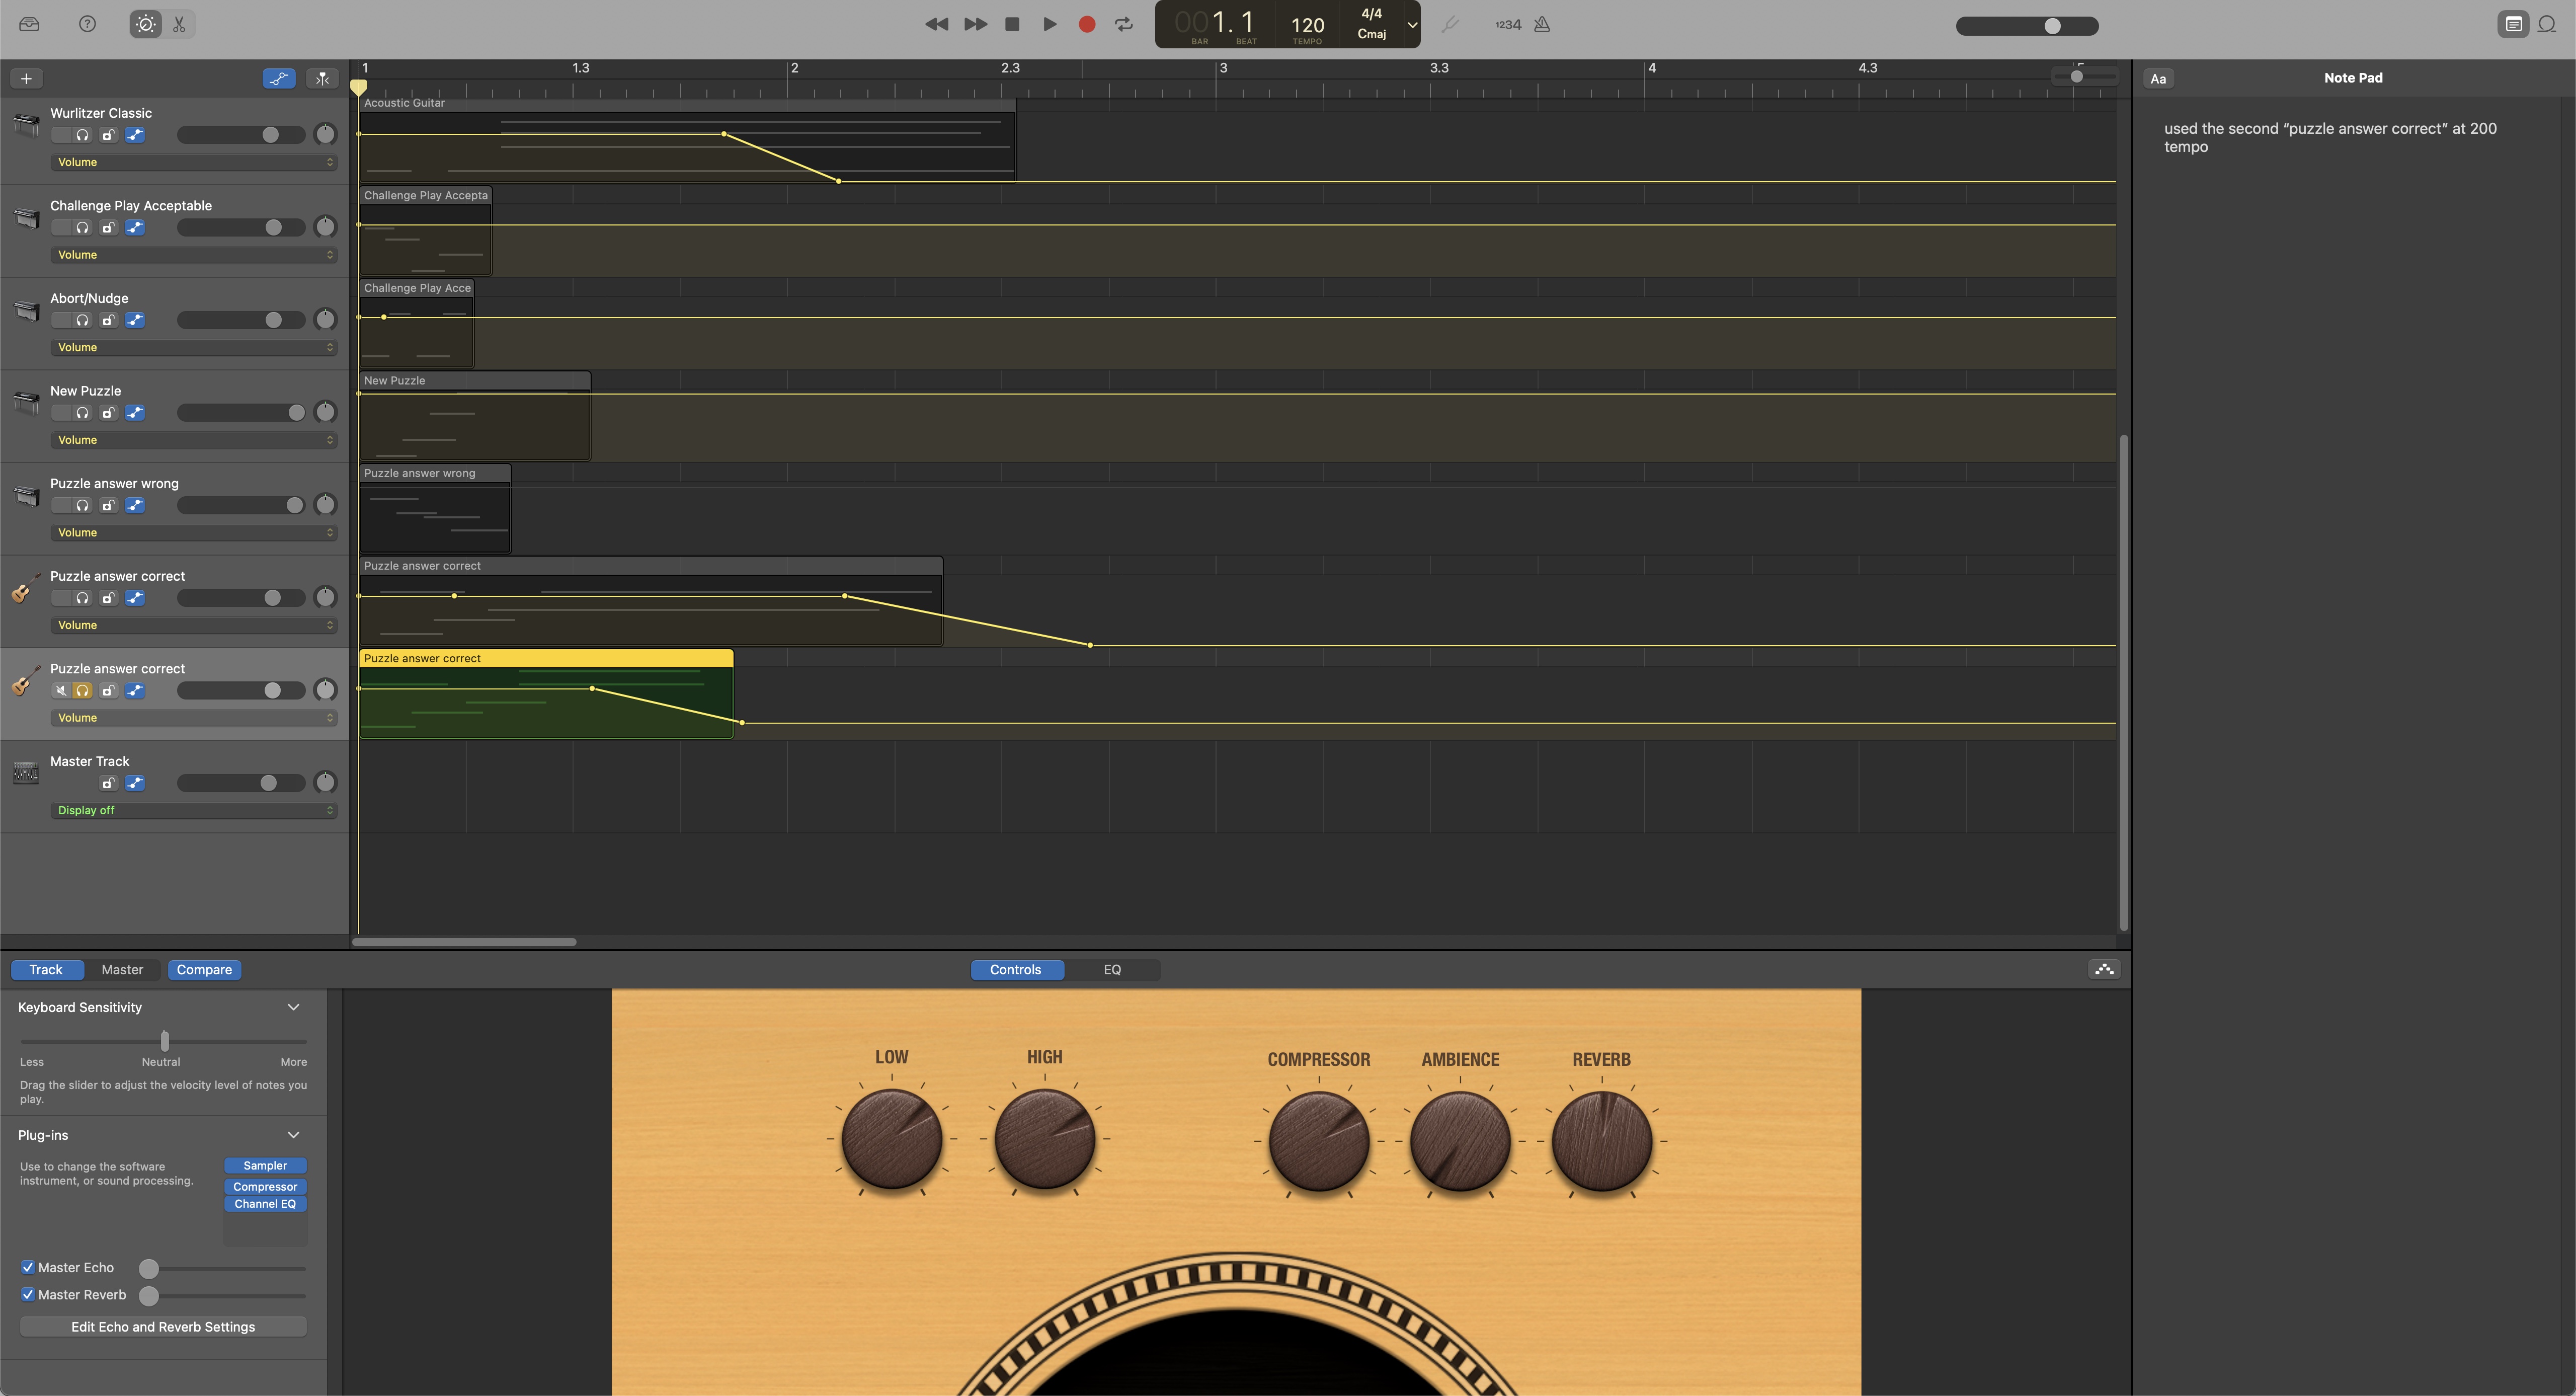 001. 1
BAR BEAT
120
TEMPO
4/4
Cmaj
1234
1 1.3 2 2.3 3 3.3 4 4.3
Aa
Note Pad
used the second “puzzle answer correct” at 200
tempo
Wurlitzer Classic
Volume
Acoustic Guitar
Challenge Play Acceptable
Volume
Challenge Play Accepta
Abort/Nudge
Volume
Challenge Play Acce
New Puzzle
Volume
New Puzzle
Puzzle answer wrong
Volume
Puzzle answer wrong
Puzzle answer correct
Volume
Puzzle answer correct
Puzzle answer correct
Volume
Puzzle answer correct
Master Track
Display off
Track Master Compare
Controls EQ
Keyboard Sensitivity
Less Neutral More
Drag the slider to adjust the velocity level of notes you
play.
Plug-ins
Use to change the software
instrument, or sound processing.
Sampler
Compressor
Channel EQ
Master Echo
Master Reverb
Edit Echo and Reverb Settings
LOW HIGH COMPRESSOR AMBIENCE REVERB